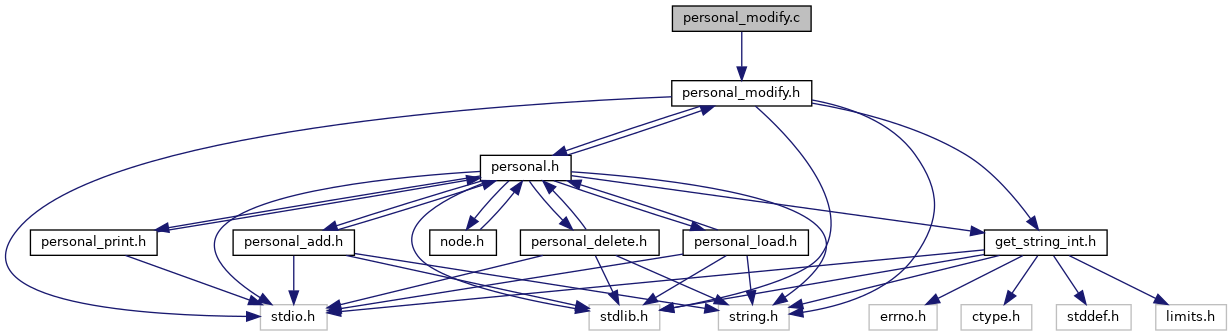 personal_modify.c
personal_modify.h
personal.h
personal_print.h
personal_add.h
node.h
personal_delete.h
personal_load.h
get_string_int.h
stdio.h
stdlib.h
string.h
errno.h
ctype.h
stddef.h
limits.h